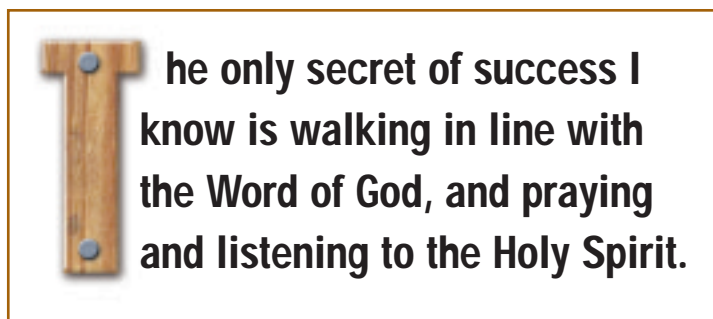 The only secret of success I
know is walking in line with
the Word of God, and praying
and listening to the Holy Spirit.